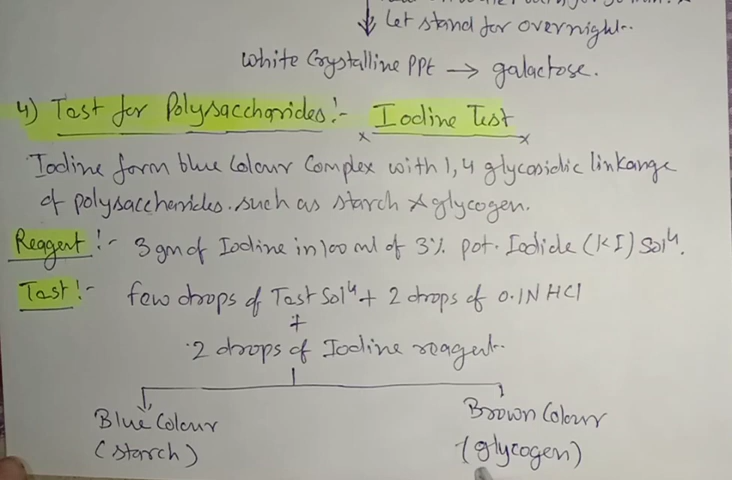 Let stand for overnight..
White Crystalline PPt → galactose.
4) Test for Polysaccharides:- Iodine Test
Iodine form blue Colour Complex with 1,4 glycosidic linkange
of polysaccharides. such as starch & glycogen.
Reagent!- 3 gm of Iodine in 100 ml of 3% pot. Iodide (KI) Solⁿ.
Test!- few drops of Test Solⁿ + 2 drops of 0.1N HCl
+
2 drops of Iodine reagent..
Blue Colour Brown Colour
(starch) (glycogen)